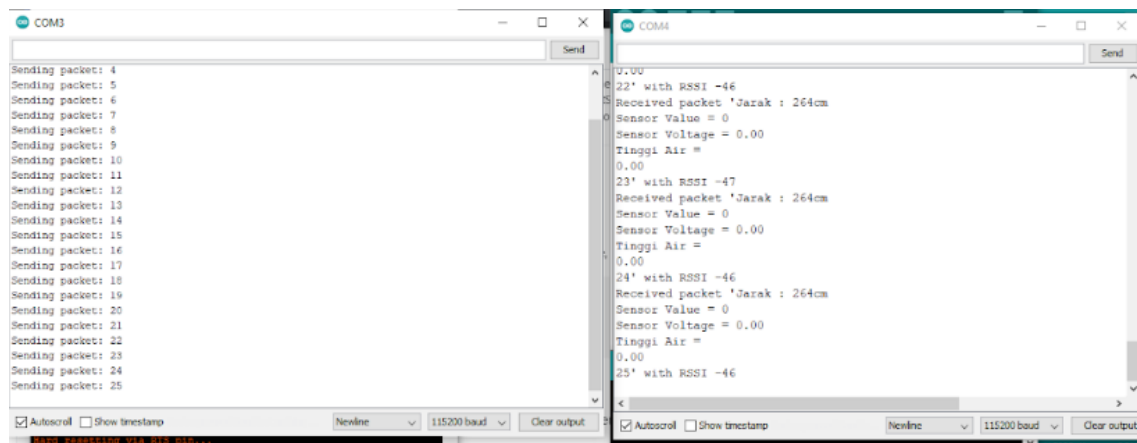 COM3
Send
Sending packet: 4
Sending packet: 5
Sending packet: 6
Sending packet: 7
Sending packet: 8
Sending packet: 9
Sending packet: 10
Sending packet: 11
Sending packet: 12
Sending packet: 13
Sending packet: 14
Sending packet: 15
Sending packet: 16
Sending packet: 17
Sending packet: 18
Sending packet: 19
Sending packet: 20
Sending packet: 21
Sending packet: 22
Sending packet: 23
Sending packet: 24
Sending packet: 25
Autoscroll Show timestamp Newline 115200 baud Clear output
Hard resetting via RTS pin...
COM4
Send
0.00
22' with RSSI -46
Received packet 'Jarak : 264cm
Sensor Value = 0
Sensor Voltage = 0.00
Tinggi Air =
0.00
23' with RSSI -47
Received packet 'Jarak : 264cm
Sensor Value = 0
Sensor Voltage = 0.00
Tinggi Air =
0.00
24' with RSSI -46
Received packet 'Jarak : 264cm
Sensor Value = 0
Sensor Voltage = 0.00
Tinggi Air =
0.00
25' with RSSI -46
Autoscroll Show timestamp Newline 115200 baud Clear output